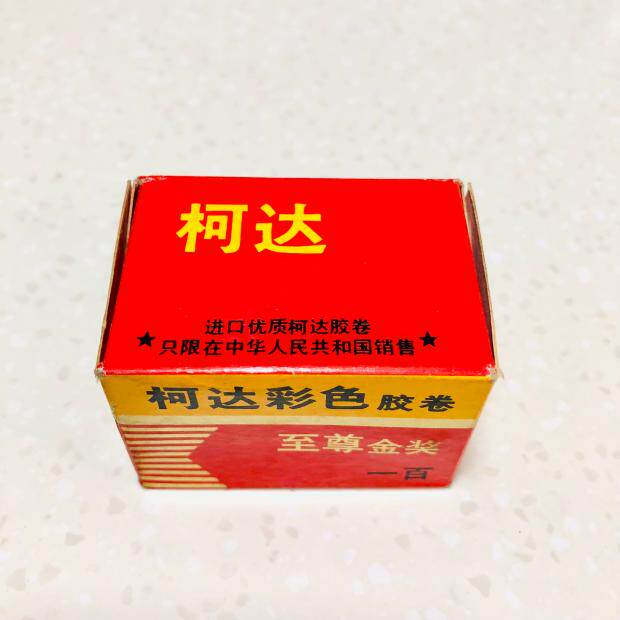 柯达
进口优质柯达胶卷
★只限在中华人民共和国销售★
柯达彩色胶卷
至尊金奖
一百